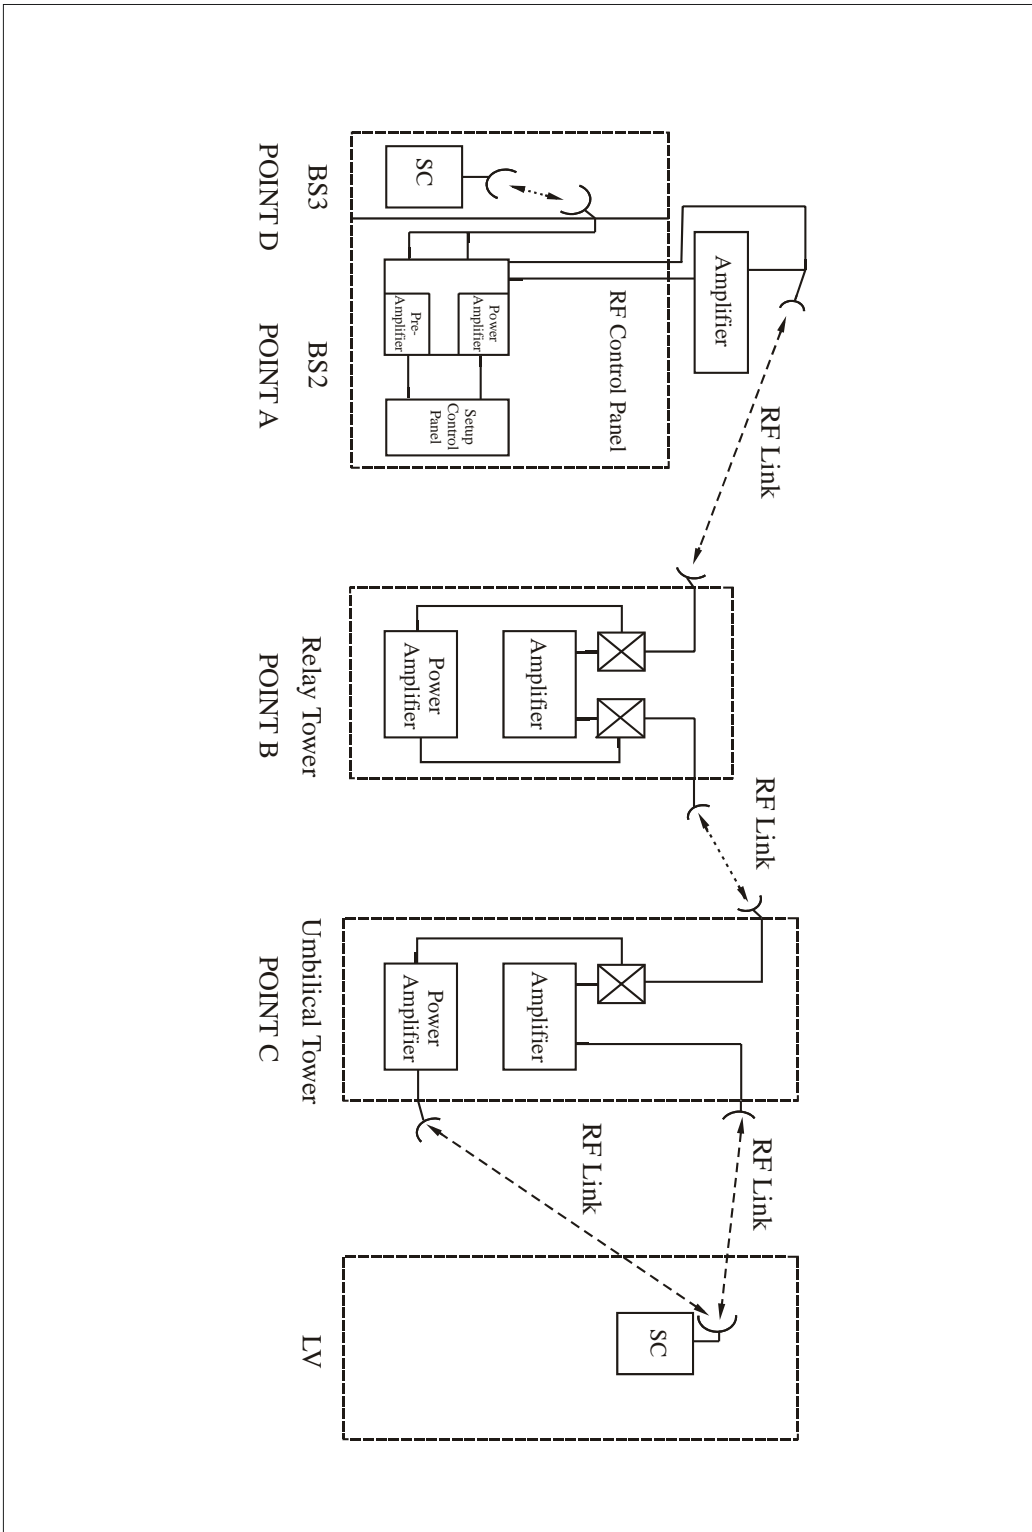 SC
BS3
POINT D
Amplifier
RF Control Panel
Power
Amplifier
Pre-
Amplifier
Setup
Control
Panel
BS2
POINT A
RF Link
Amplifier
Power
Amplifier
Relay Tower
POINT B
RF Link
Amplifier
Power
Amplifier
Umbilical Tower
POINT C
RF Link
RF Link
SC
LV